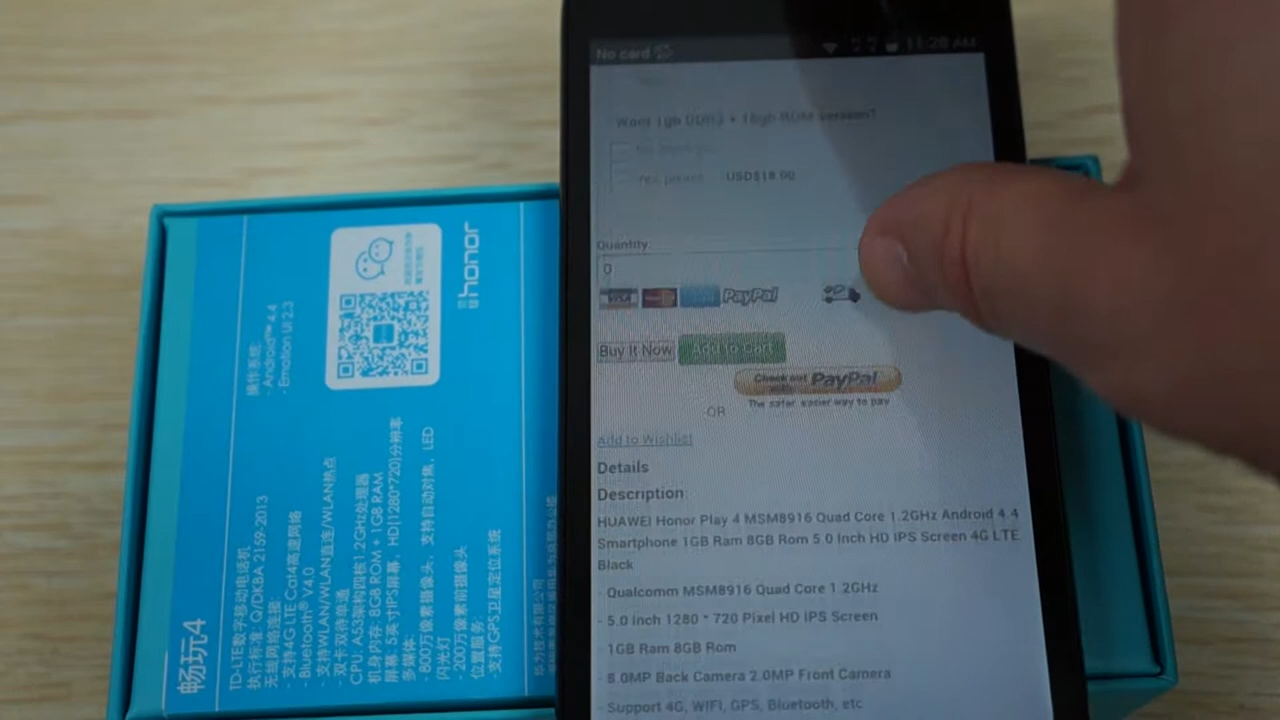 畅玩4
TD-LTE数字移动电话机
执行标准: Q/DKBA 2159-2013
无线网络连接:
- 支持4G LTE Cat4高速网络
- Bluetooth® V4.0
- 支持WLAN/WLAN直连/WLAN热点
- 双卡双待单通
CPU: A53架构四核1.2GHz处理器
机身内存: 8GB ROM + 1GB RAM
屏幕: 5英寸IPS屏幕, HD(1280*720)分辨率
多媒体:
- 800万像素摄像头, 支持自动对焦, LED
闪光灯
- 200万像素前摄像头
位置服务:
-支持GPS卫星定位系统
操作系统:
- Android™ 4.4
- Emotion UI 2.3
honor
No card
11:28 AM
Want 1gb DDR3 + 16gb ROM version?
Yes, please USD$18.00
Quantity:
0
VISA PayPal
Buy It Now Add to Cart
Check out PayPal
The safer easier way to pay
-OR
Add to Wishlist
Details
Description
HUAWEI Honor Play 4 MSM8916 Quad Core 1.2GHz Android 4.4
Smartphone 1GB Ram 8GB Rom 5.0 Inch HD IPS Screen 4G LTE
Black
- Qualcomm MSM8916 Quad Core 1.2GHz
- 5.0 Inch 1280 * 720 Pixel HD IPS Screen
- 1GB Ram 8GB Rom
- 8.0MP Back Camera 2.0MP Front Camera
- Support 4G, WIFI, GPS, Bluetooth, etc